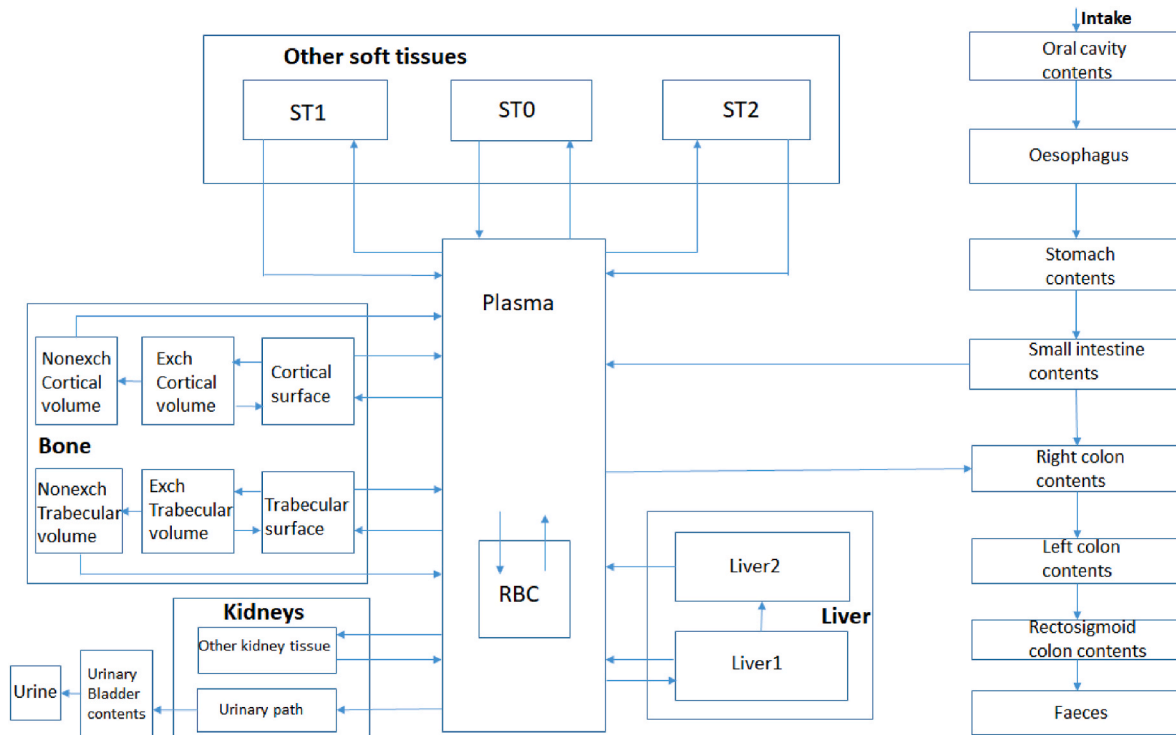 Intake
Oral cavity
contents
Oesophagus
Stomach
contents
Small intestine
contents
Right colon
contents
Left colon
contents
Rectosigmoid
colon contents
Faeces
Other soft tissues
ST1
ST0
ST2
Plasma
RBC
Nonexch
Cortical
volume
Exch
Cortical
volume
Cortical
surface
Bone
Nonexch
Trabecular
volume
Exch
Trabecular
volume
Trabecular
surface
Liver2
Liver
Liver1
Kidneys
Other kidney tissue
Urinary path
Urinary
Bladder
contents
Urine